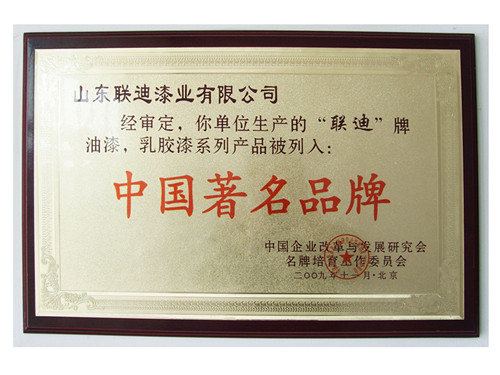 山东联迪漆业有限公司
经审定，你单位生产的“联迪”牌
油漆，乳胶漆系列产品被列入：
中国著名品牌
中国企业改革与发展研究会
名牌培育工作委员会
二〇〇九年十一月·北京